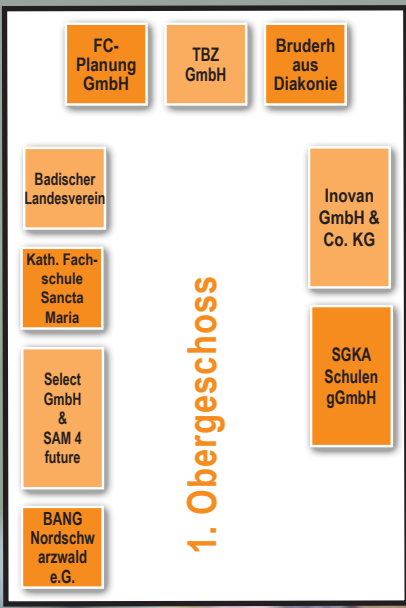 FC-
Planung
GmbH
TBZ
GmbH
Bruderh
aus
Diakonie
Badischer
Landesverein
Inovan
GmbH &
Co. KG
Kath. Fach-
schule
Sancta
Maria
SGKA
Schulen
gGmbH
Select
GmbH
&
SAM 4
future
BANG
Nordschw
arzwald
e.G.
1. Obergeschoss